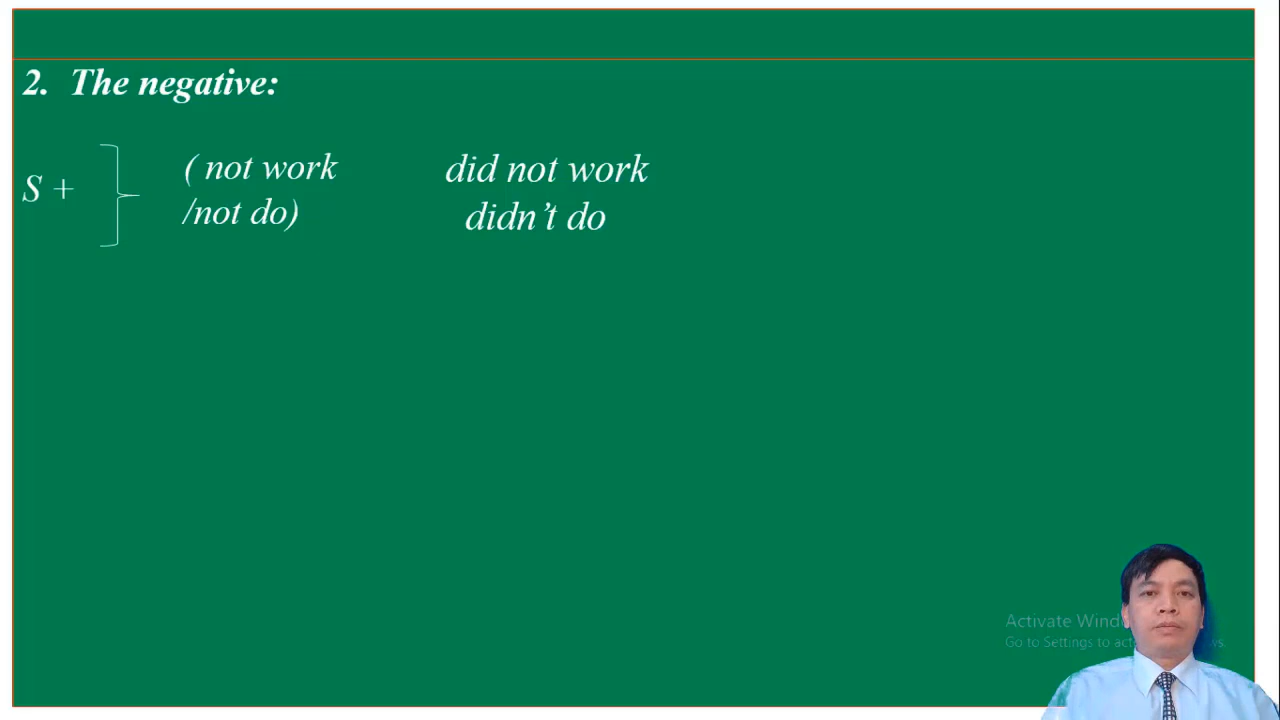 2. The negative:
S +
( not work
/not do)
did not work
didn’t do
Activate Wind
Go to Settings to act ws.